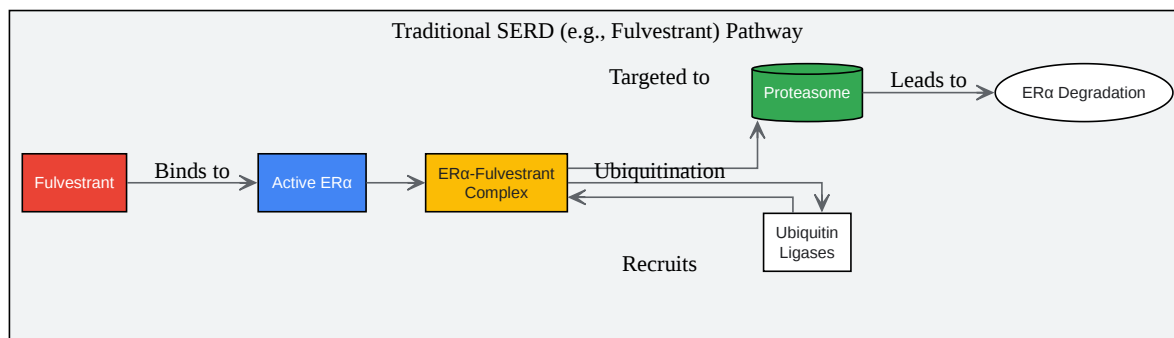 Traditional SERD (e.g., Fulvestrant) Pathway
Targeted to
Proteasome
Leads to
ERα Degradation
Fulvestrant
Binds to
Active ERα
ERα-Fulvestrant
Complex
Ubiquitination
Ubiquitin
Ligases
Recruits